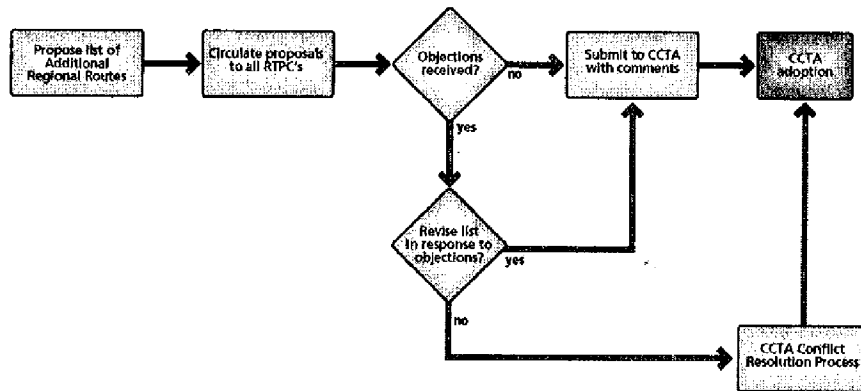 Propose list of
Additional
Regional Routes
Circulate proposals
to all RTPC's
Objections
received?
no
Submit to CCTA
with comments
CCTA
adoption
yes
Revise list
in response to
objections?
yes
no
CCTA Conflict
Resolution Process